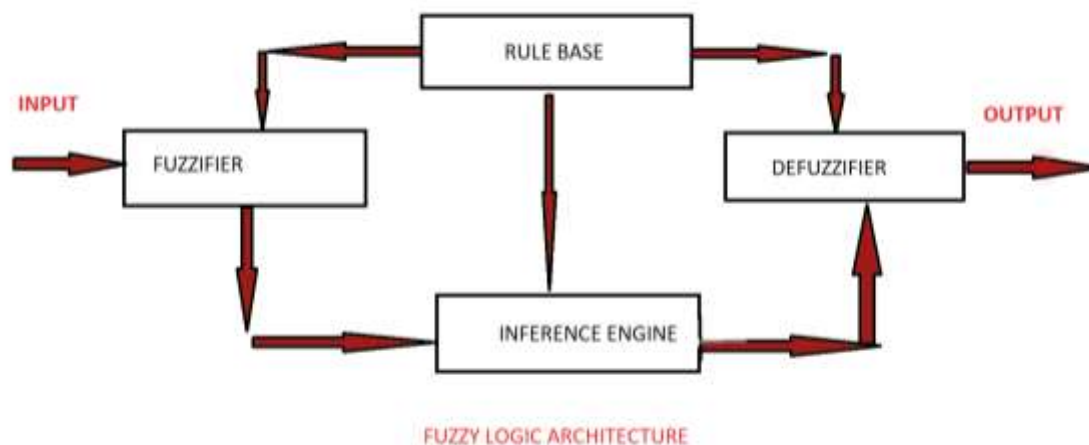 RULE BASE
INPUT
OUTPUT
FUZZIFIER
DEFUZZIFIER
INFERENCE ENGINE
FUZZY LOGIC ARCHITECTURE